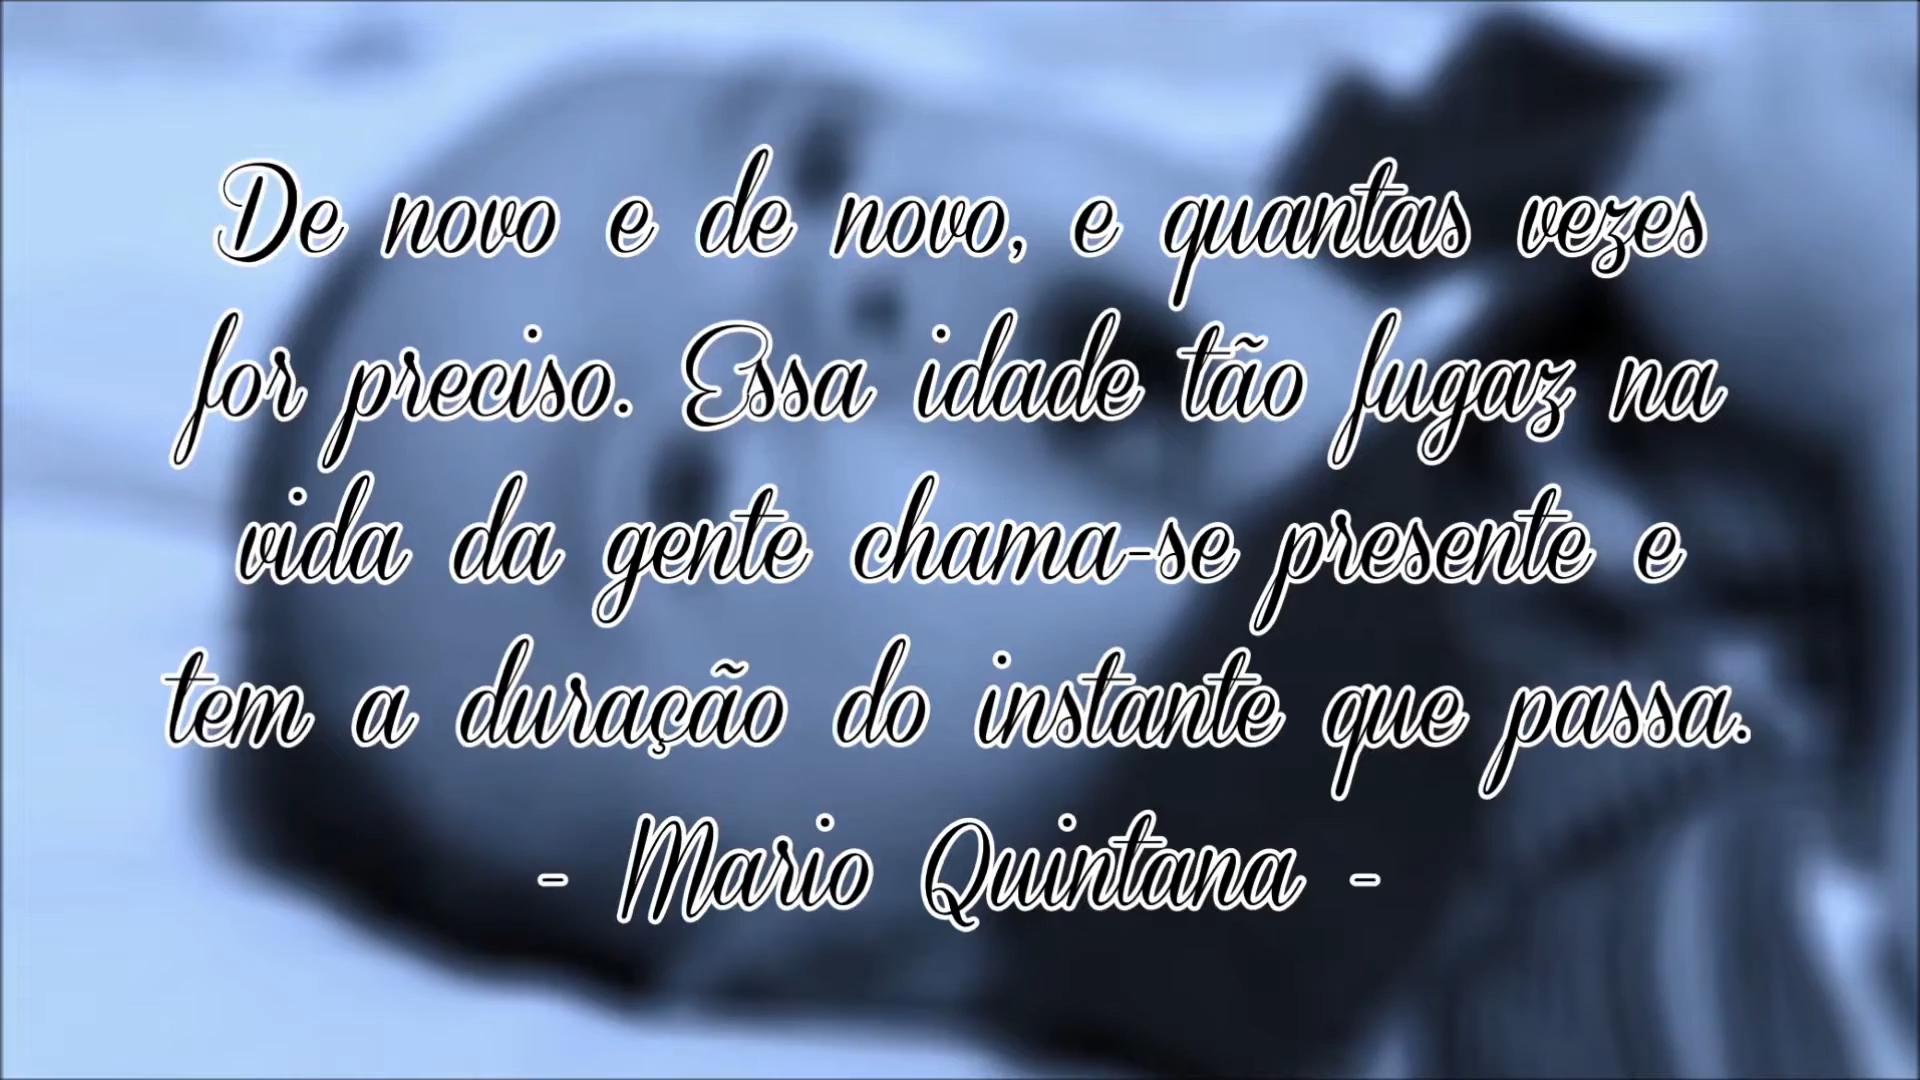 De novo e de novo, e quantas vezes
for preciso. Essa idade tão fugaz na
vida da gente chama-se presente e
tem a duração do instante que passa.
- Mario Quintana -